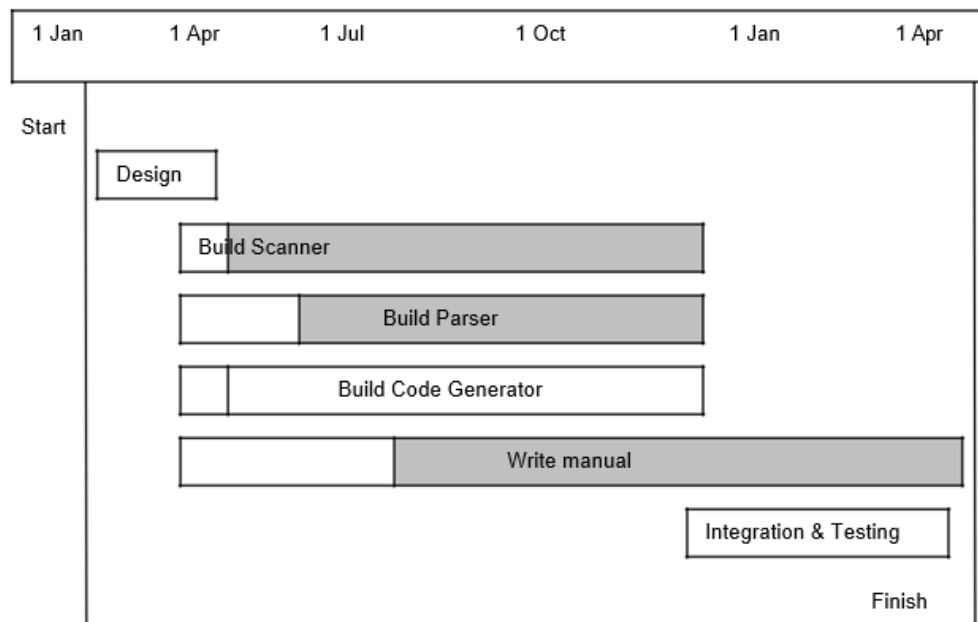 1 Jan 1 Apr 1 Jul 1 Oct 1 Jan 1 Apr
Start
Design
Build Scanner
Build Parser
Build Code Generator
Write manual
Integration & Testing
Finish